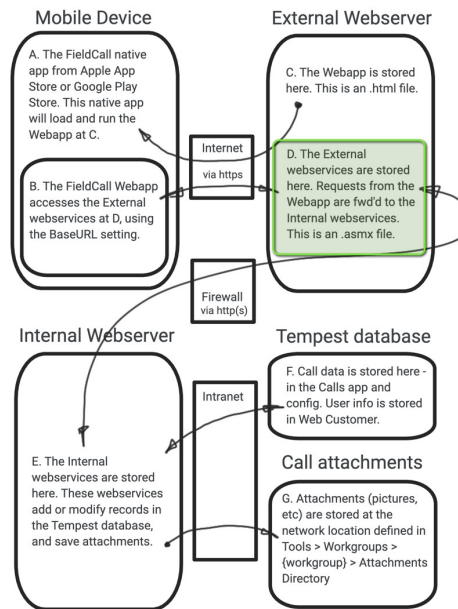 Mobile Device
External Webserver
A. The FieldCall native
app from Apple App
Store or Google Play
Store. This native app
will load and run the
Webapp at C.
C. The Webapp is stored
here. This is an .html file.
Internet
via https
B. The FieldCall Webapp
accesses the External
webservices at D, using
the BaseURL setting.
D. The External
webservices are stored
here. Requests from the
Webapp are fwd'd to the
Internal webservices.
This is an .asmx file.
Firewall
via http(s)
Internal Webserver
Tempest database
Intranet
F. Call data is stored here -
in the Calls app and
config. User info is stored
in Web Customer.
E. The Internal
webservices are stored
here. These webservices
add or modify records in
the Tempest database,
and save attachments.
Call attachments
G. Attachments (pictures,
etc) are stored at the
network location defined in
Tools > Workgroups >
{workgroup} > Attachments
Directory